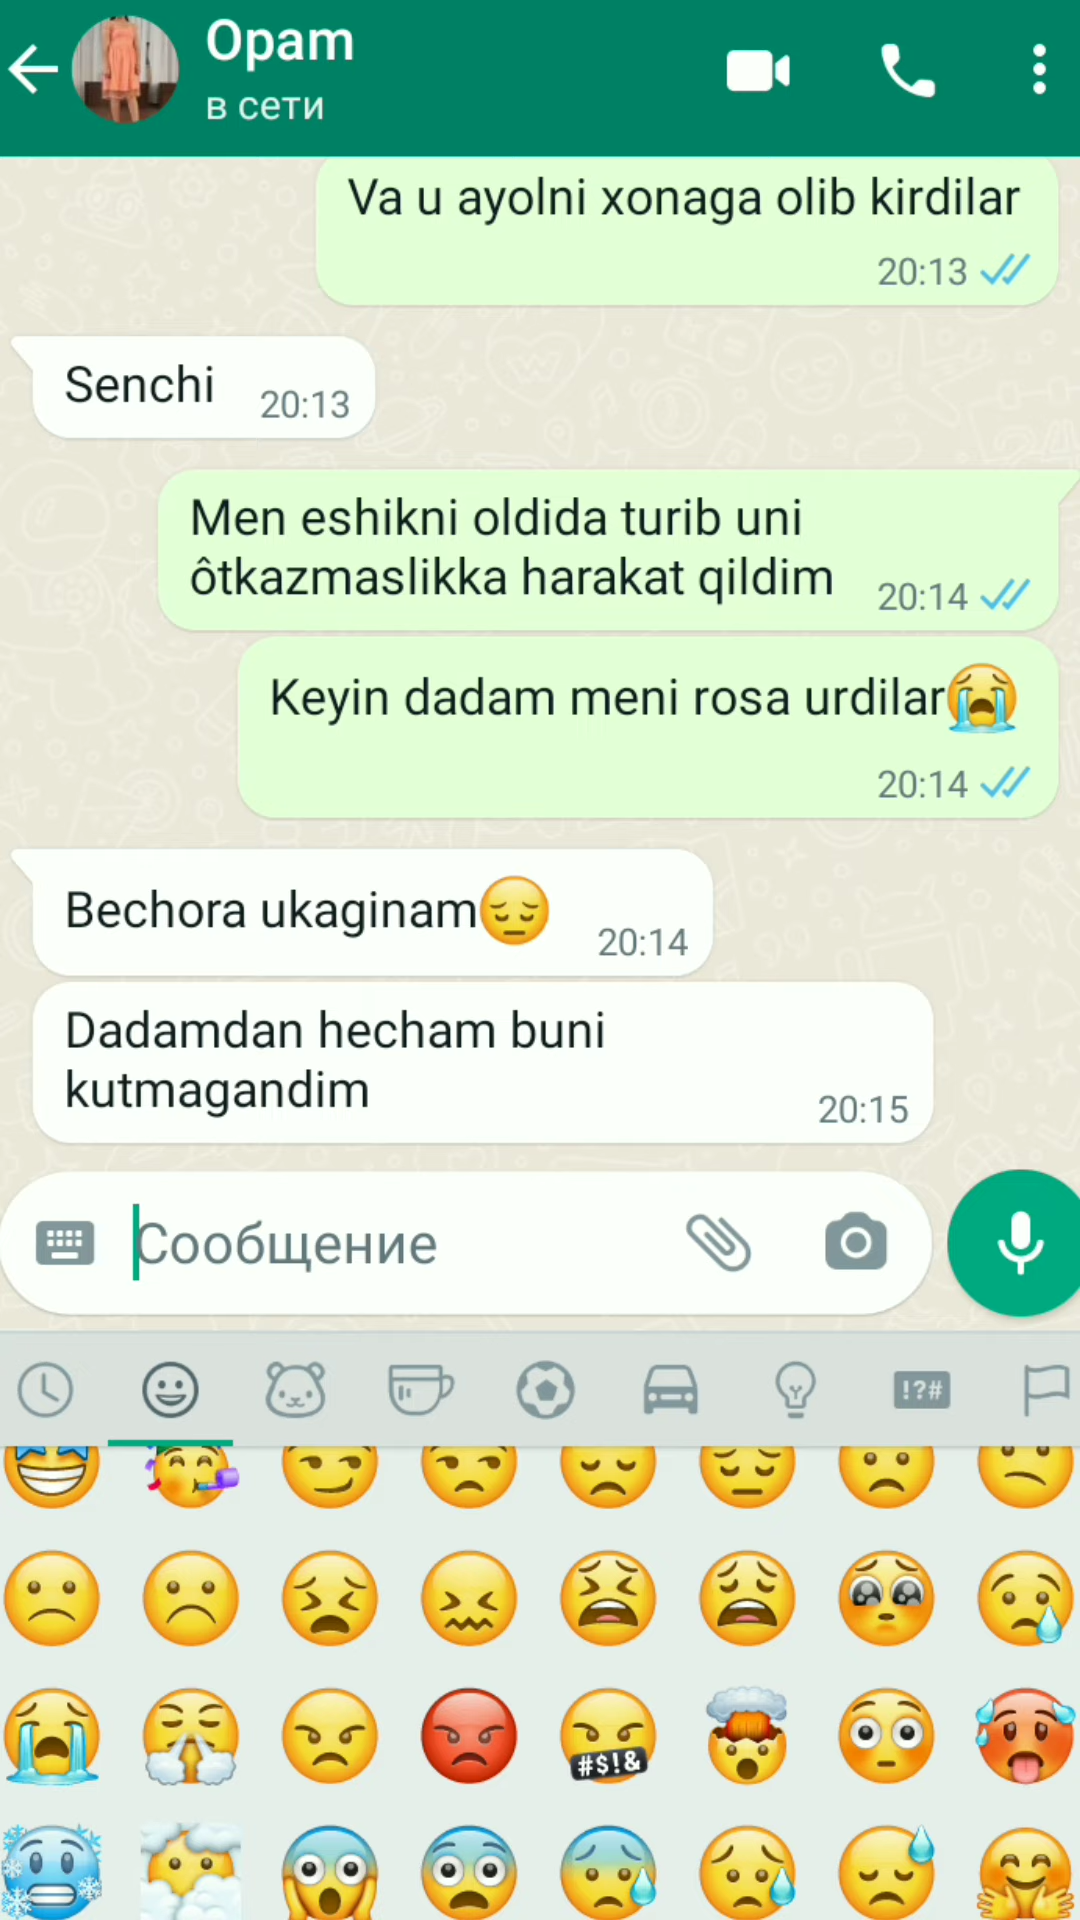 Opam
в сети
Va u ayolni xonaga olib kirdilar
20:13
Senchi
20:13
Men eshikni oldida turib uni
ôtkazmaslikka harakat qildim
20:14
Keyin dadam meni rosa urdilar😭
20:14
Bechora ukaginam😔
20:14
Dadamdan hecham buni
kutmagandim
20:15
Сообщение
!?#
#$!&